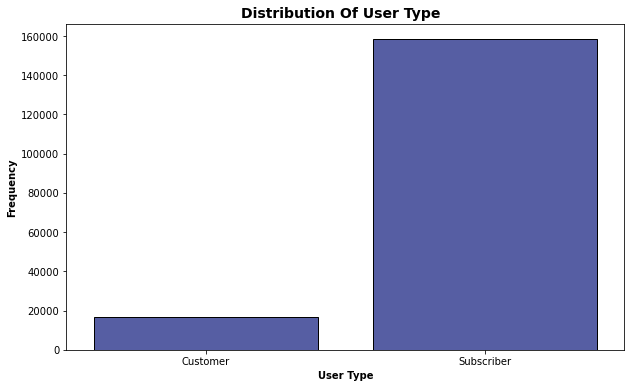 Distribution Of User Type
160000
140000
120000
100000
80000
60000
40000
20000
0
Frequency
Customer
Subscriber
User Type